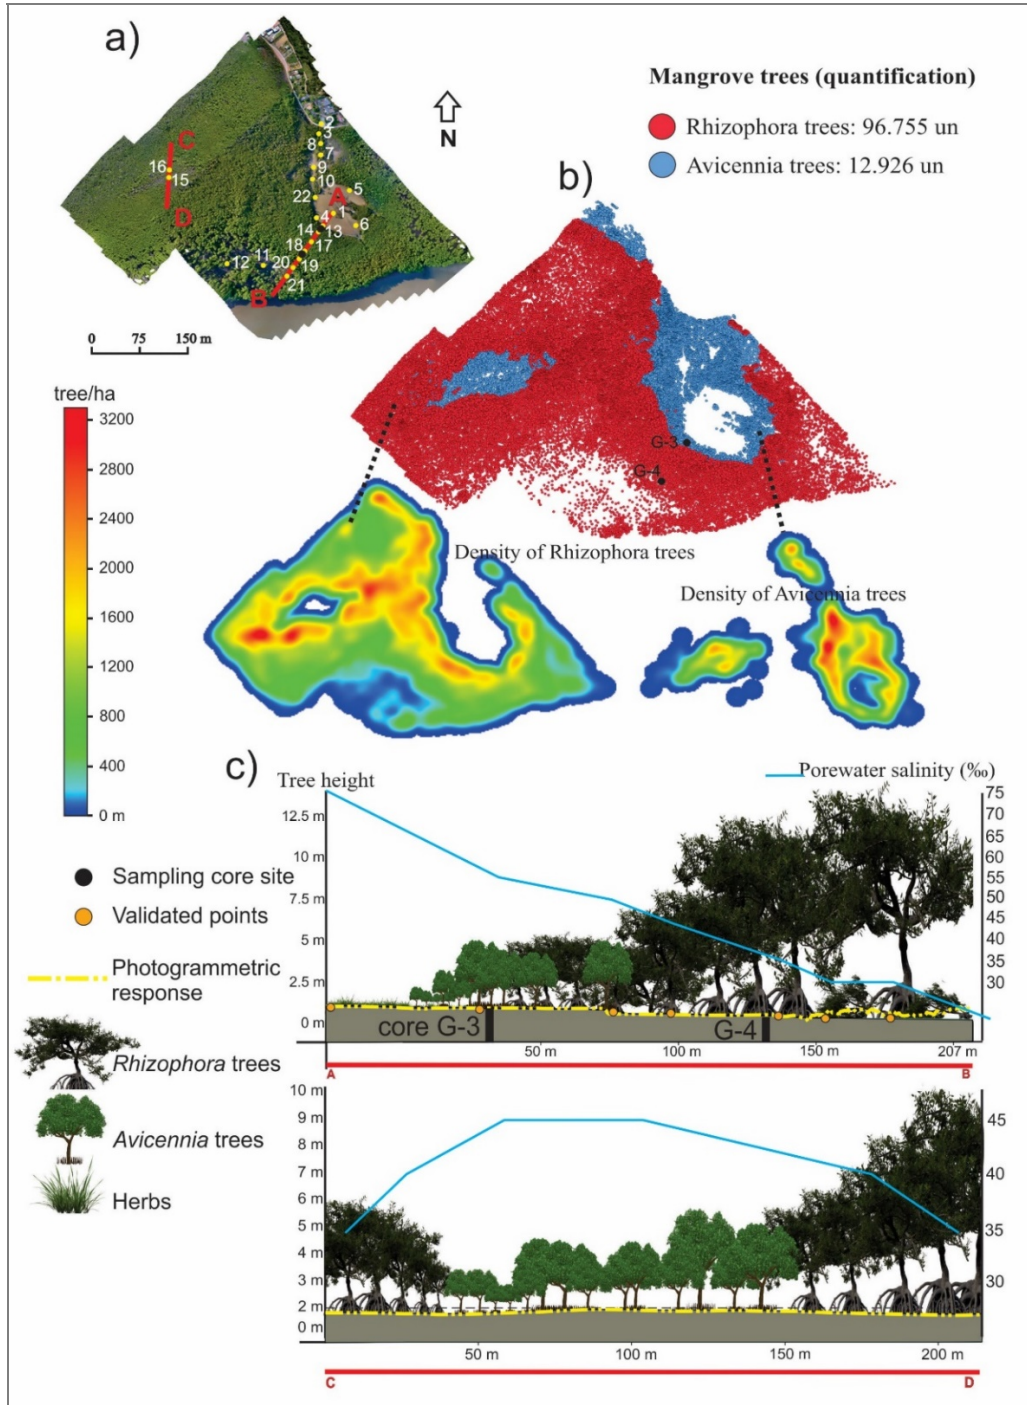 a)
N
2
3
8
7
9
10
5
22
A
1
4
6
13
14
17
18
11
12
20
19
21
B
C
16
15
D
0 75 150 m
Mangrove trees (quantification)
Rhizophora trees: 96.755 un
Avicennia trees: 12.926 un
b)
G-3
G-4
Density of Rhizophora trees
Density of Avicennia trees
tree/ha
3200
2800
2400
2000
1600
1200
800
400
0 m
Sampling core site
Validated points
Photogrammetric
response
Rhizophora trees
Avicennia trees
Herbs
c)
Tree height
Porewater salinity (‰)
12.5 m
10 m
7.5 m
5 m
2.5 m
0 m
75
70
65
60
55
50
45
40
35
30
core G-3
G-4
50 m 100 m 150 m 207 m
A B
10 m
9 m
8 m
7 m
6 m
5 m
4 m
3 m
2 m
0 m
45
40
35
30
50 m 100 m 150 m 200 m
C D